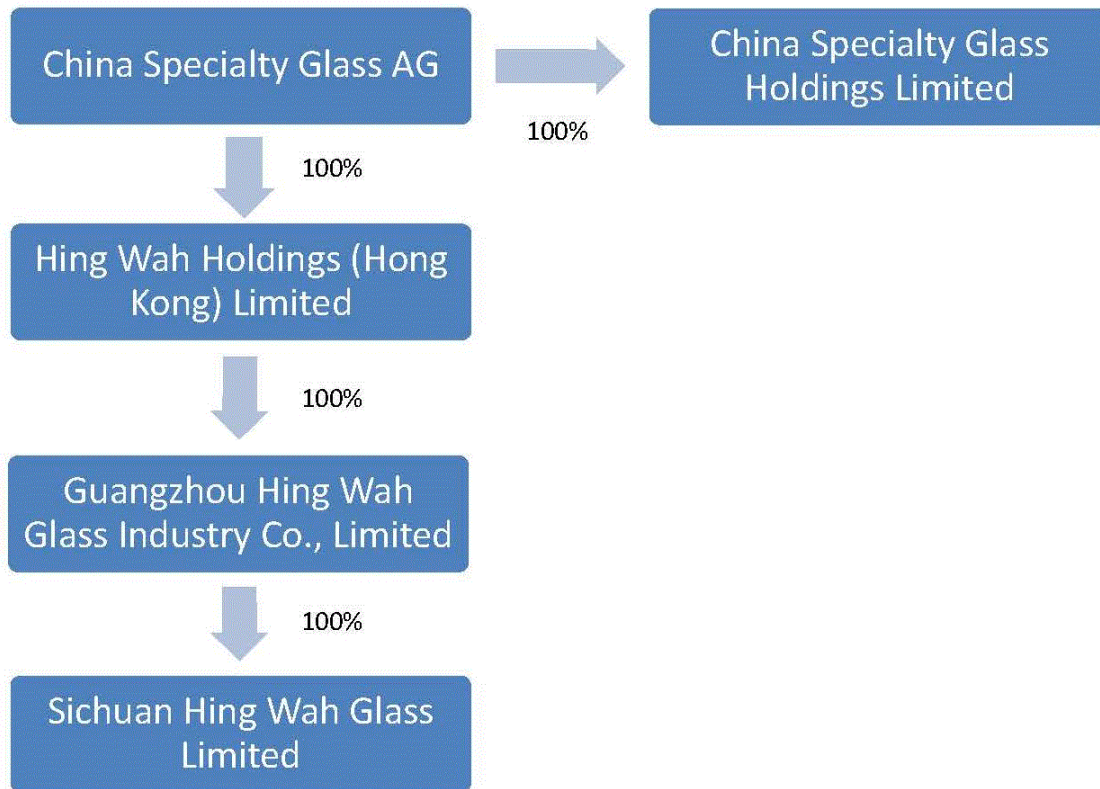 China Specialty Glass AG
China Specialty Glass
Holdings Limited
100%
100%
Hing Wah Holdings (Hong
Kong) Limited
100%
Guangzhou Hing Wah
Glass Industry Co., Limited
100%
Sichuan Hing Wah Glass
Limited